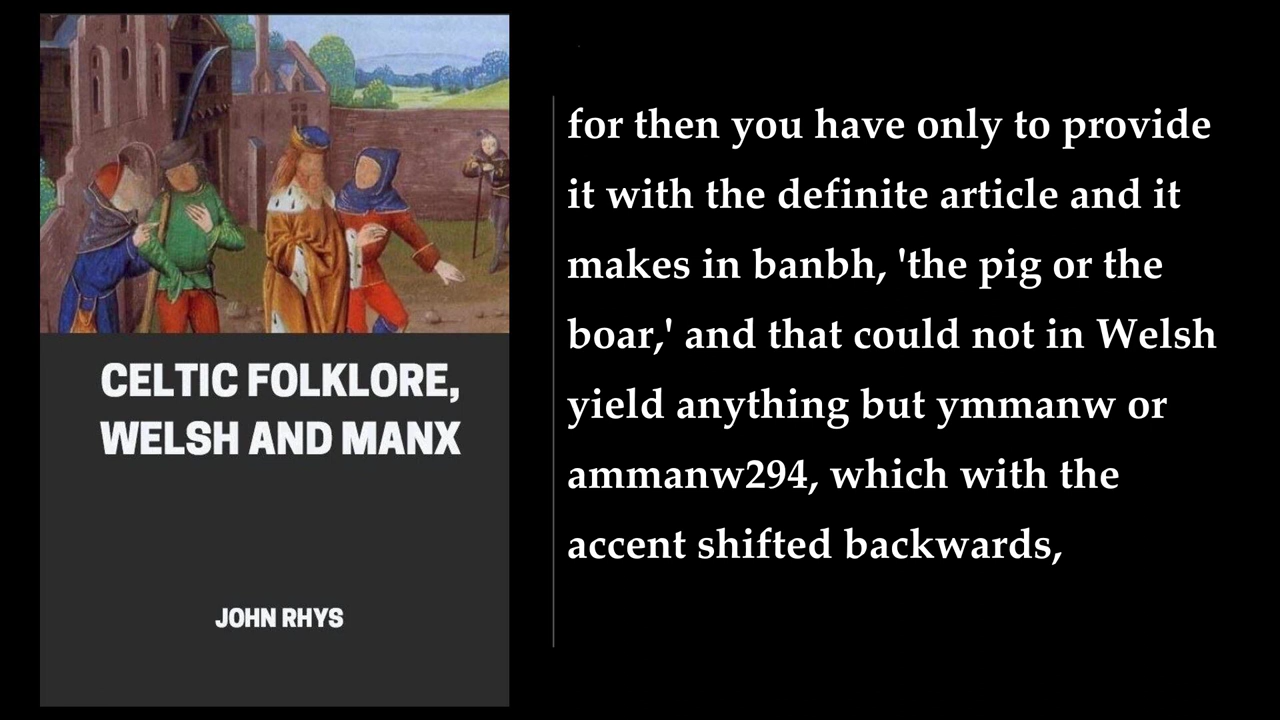 CELTIC FOLKLORE,
WELSH AND MANX
JOHN RHYS
for then you have only to provide
it with the definite article and it
makes in banbh, 'the pig or the
boar,' and that could not in Welsh
yield anything but ymmanw or
ammanw294, which with the
accent shifted backwards,